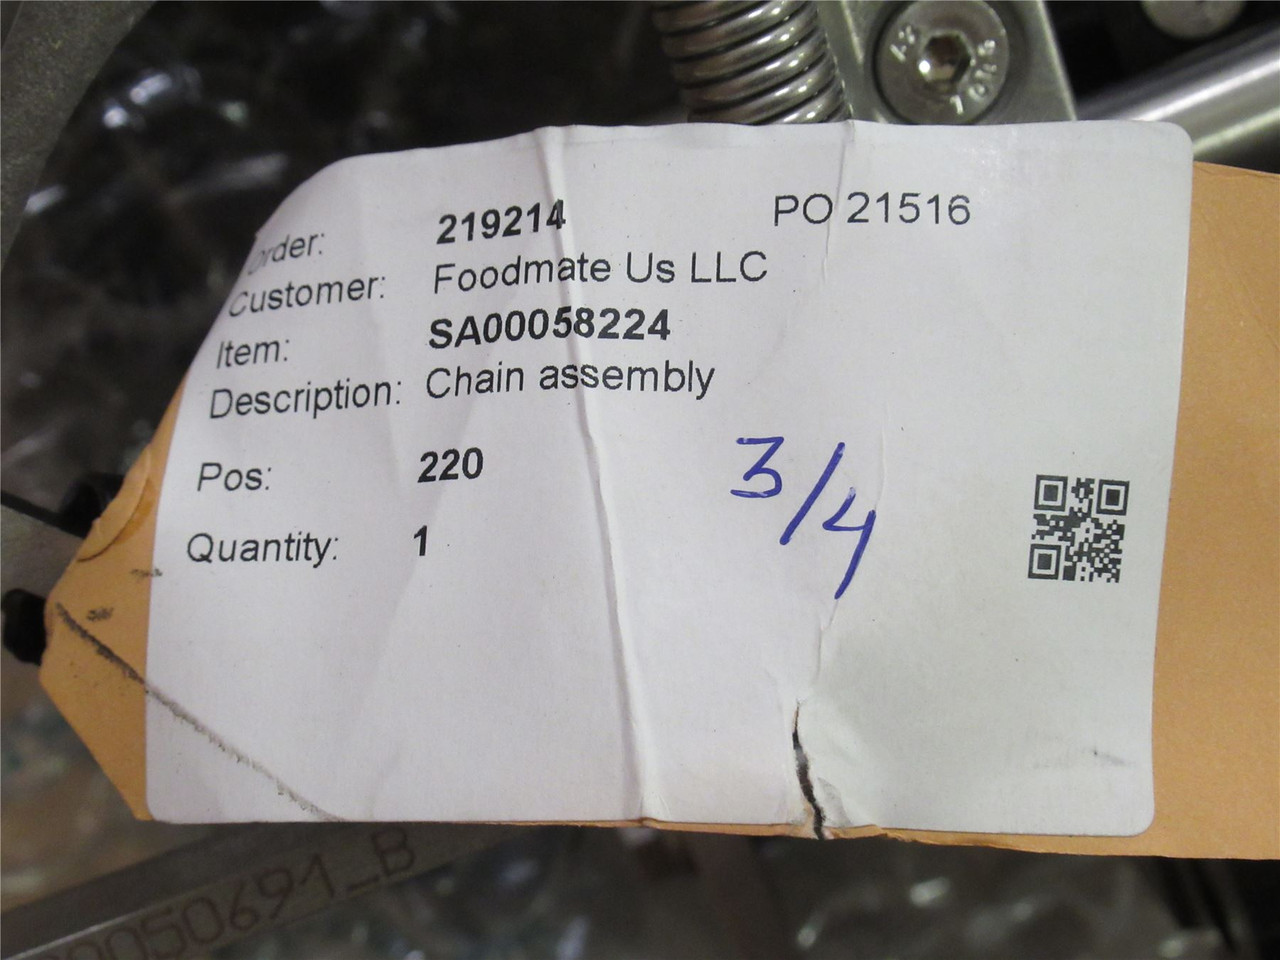 Order: 219214 PO 21516
Customer: Foodmate Us LLC
Item: SA00058224
Description: Chain assembly
Pos: 220
3/4
Quantity: 1
050691_B